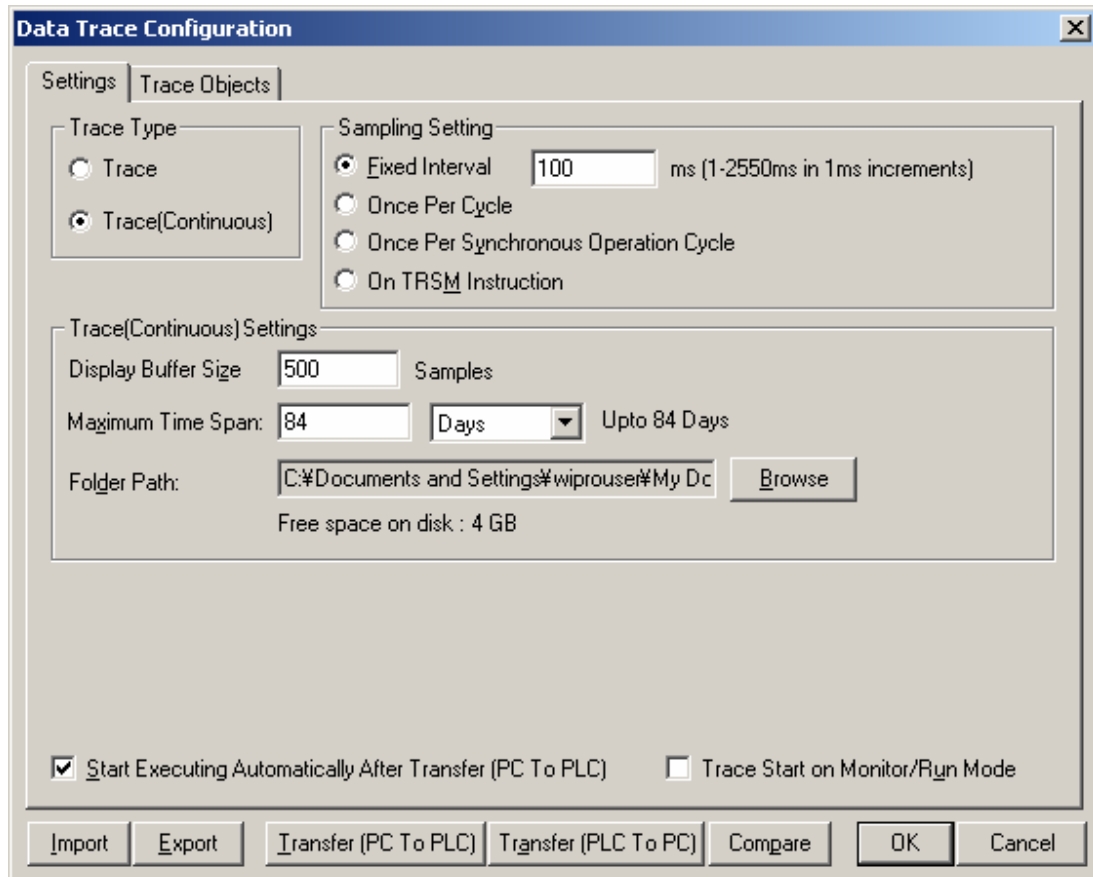 Data Trace Configuration
Settings
Trace Objects
Trace Type
Trace
Trace(Continuous)
Sampling Setting
Fixed Interval 100 ms (1-2550ms in 1ms increments)
Once Per Cycle
Once Per Synchronous Operation Cycle
On TRSM Instruction
Trace(Continuous) Settings
Display Buffer Size 500 Samples
Maximum Time Span: 84 Days Upto 84 Days
Folder Path: C:¥Documents and Settings¥wiprouser¥My Dc Browse
Free space on disk : 4 GB
Start Executing Automatically After Transfer (PC To PLC) Trace Start on Monitor/Run Mode
Import Export Transfer (PC To PLC) Transfer (PLC To PC) Compare OK Cancel